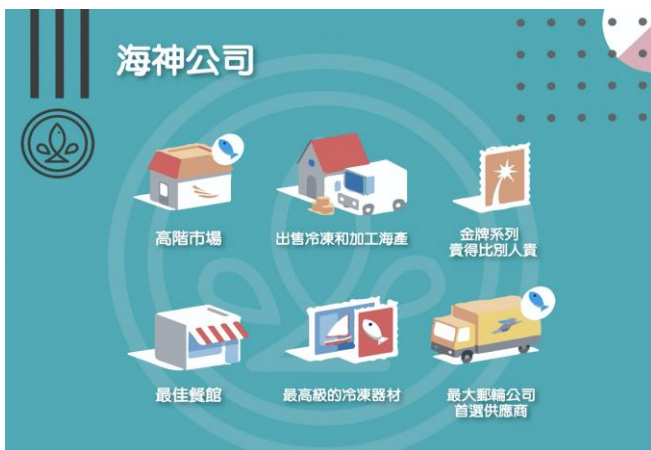 海神公司
高階市場
出售冷凍和加工海產
金牌系列
賣得比別人貴
最佳餐館
最高級的冷凍器材
最大郵輪公司
首選供應商